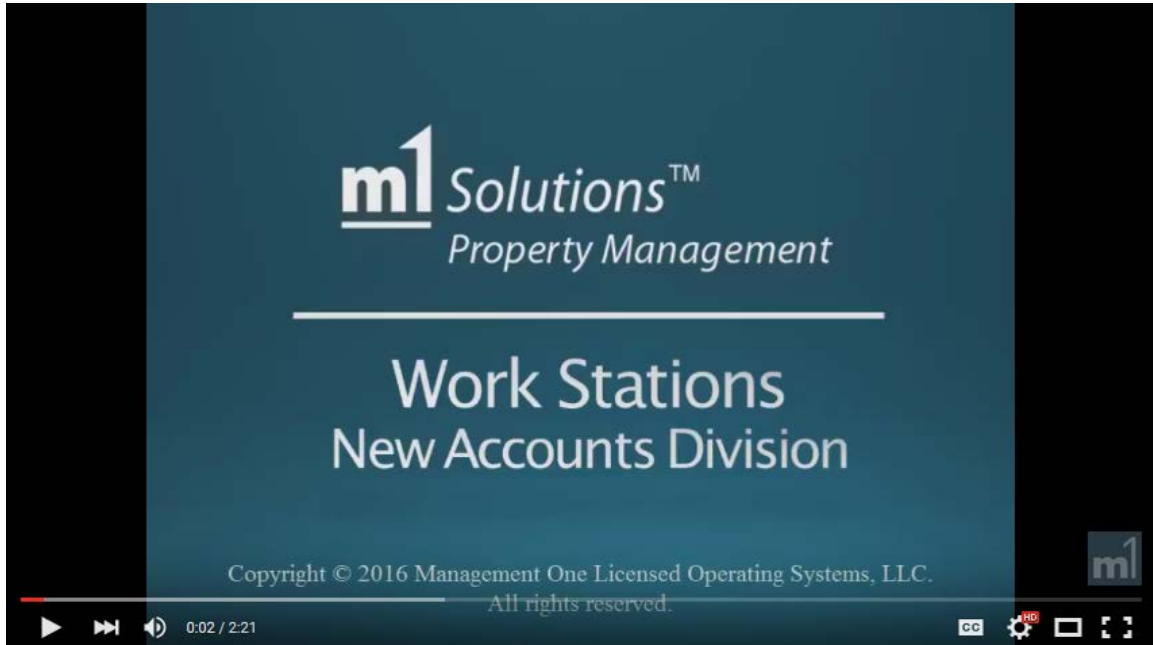 m1 Solutions™
Property Management
Work Stations
New Accounts Division
Copyright © 2016 Management One Licensed Operating Systems, LLC.
All rights reserved.
m1
0:02 / 2:21
CC
HD